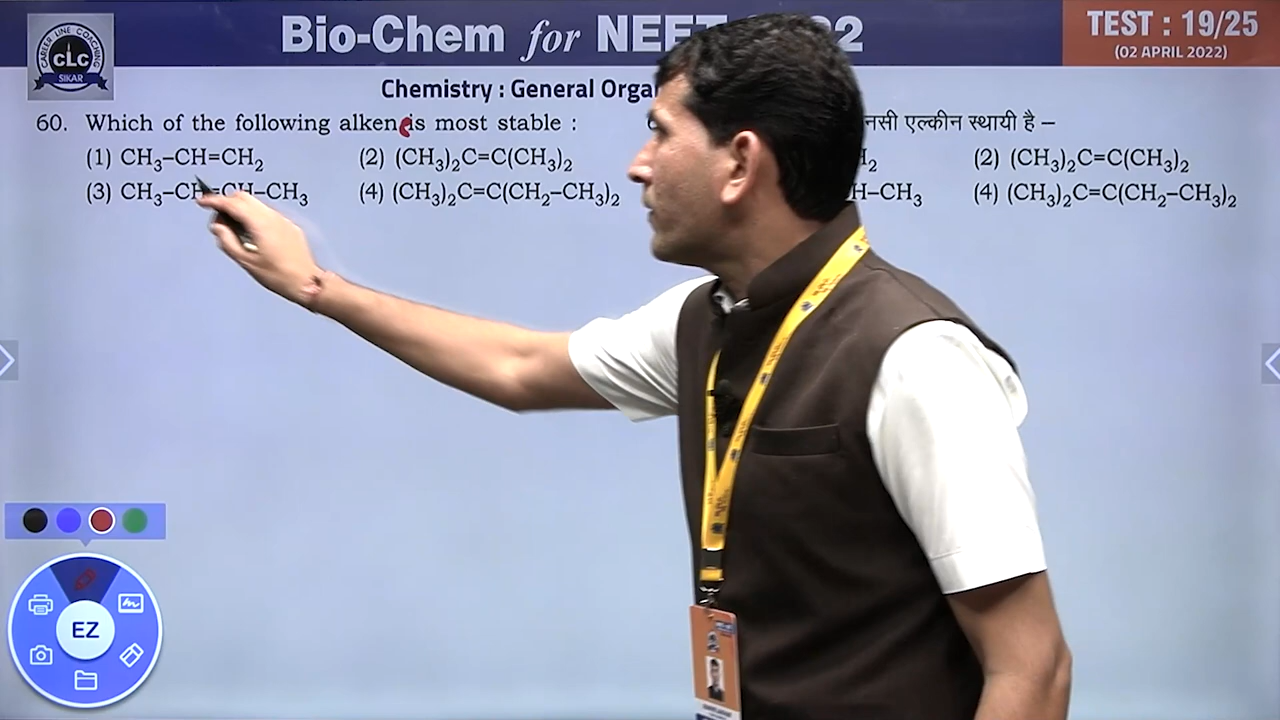 Bio-Chem for NEET 22
TEST : 19/25
(02 APRIL 2022)
CAREER LINE COACHING
CLC
SIKAR
Chemistry : General Orga
60. Which of the following alken is most stable :
(1) CH₃–CH=CH₂ (2) (CH₃)₂C=C(CH₃)₂
(3) CH₃–CH=CH–CH₃ (4) (CH₃)₂C=C(CH₂–CH₃)₂
नसी एल्कीन स्थायी है –
H₂ (2) (CH₃)₂C=C(CH₃)₂
H–CH₃ (4) (CH₃)₂C=C(CH₂–CH₃)₂
EZ